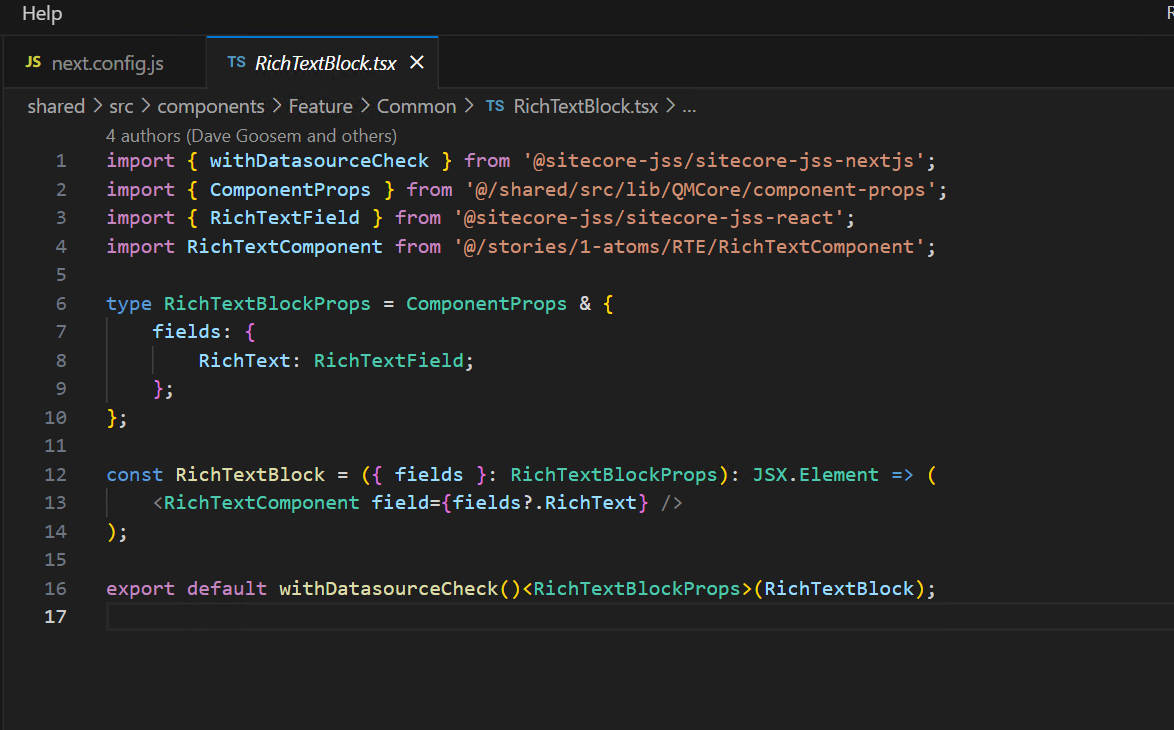 Help
JS next.config.js
TS RichTextBlock.tsx ×
shared > src > components > Feature > Common > TS RichTextBlock.tsx > ...
4 authors (Dave Goosem and others)
1 import { withDatasourceCheck } from '@sitecore-jss/sitecore-jss-nextjs';
2 import { ComponentProps } from '@/shared/src/lib/QMCore/component-props';
3 import { RichTextField } from '@sitecore-jss/sitecore-jss-react';
4 import RichTextComponent from '@/stories/1-atoms/RTE/RichTextComponent';
5
6 type RichTextBlockProps = ComponentProps & {
7     fields: {
8         RichText: RichTextField;
9     };
10 };
11
12 const RichTextBlock = ({ fields }: RichTextBlockProps): JSX.Element => (
13     <RichTextComponent field={fields?.RichText} />
14 );
15
16 export default withDatasourceCheck()<RichTextBlockProps>(RichTextBlock);
17